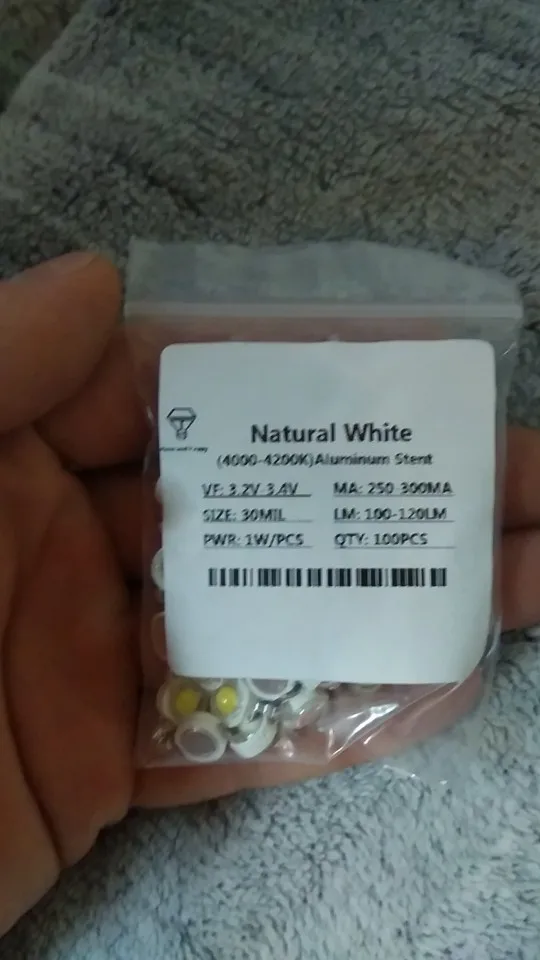 Natural White
(4000-4200K)Aluminum Stent
VF: 3.2V-3.4V MA: 250-300MA
SIZE: 30MIL LM: 100-120LM
PWR: 1W/PCS QTY: 100PCS